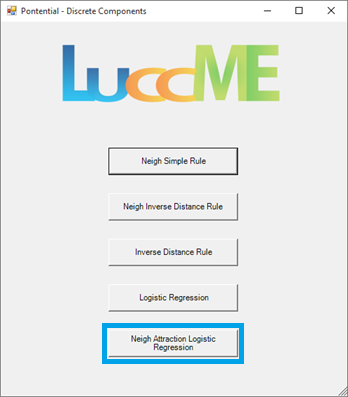 Pontential - Discrete Components
LuccME
Neigh Simple Rule
Neigh Inverse Distance Rule
Inverse Distance Rule
Logistic Regression
Neigh Attraction Logistic
Regression